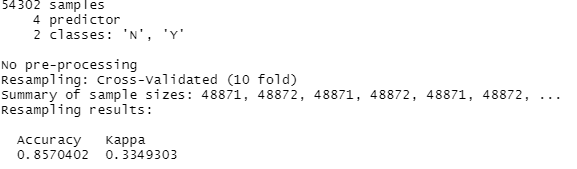 54302 samples
4 predictor
2 classes: 'N', 'Y'
No pre-processing
Resampling: Cross-Validated (10 fold)
Summary of sample sizes: 48871, 48872, 48871, 48872, 48871, 48872, ...
Resampling results:
Accuracy Kappa
0.8570402 0.3349303